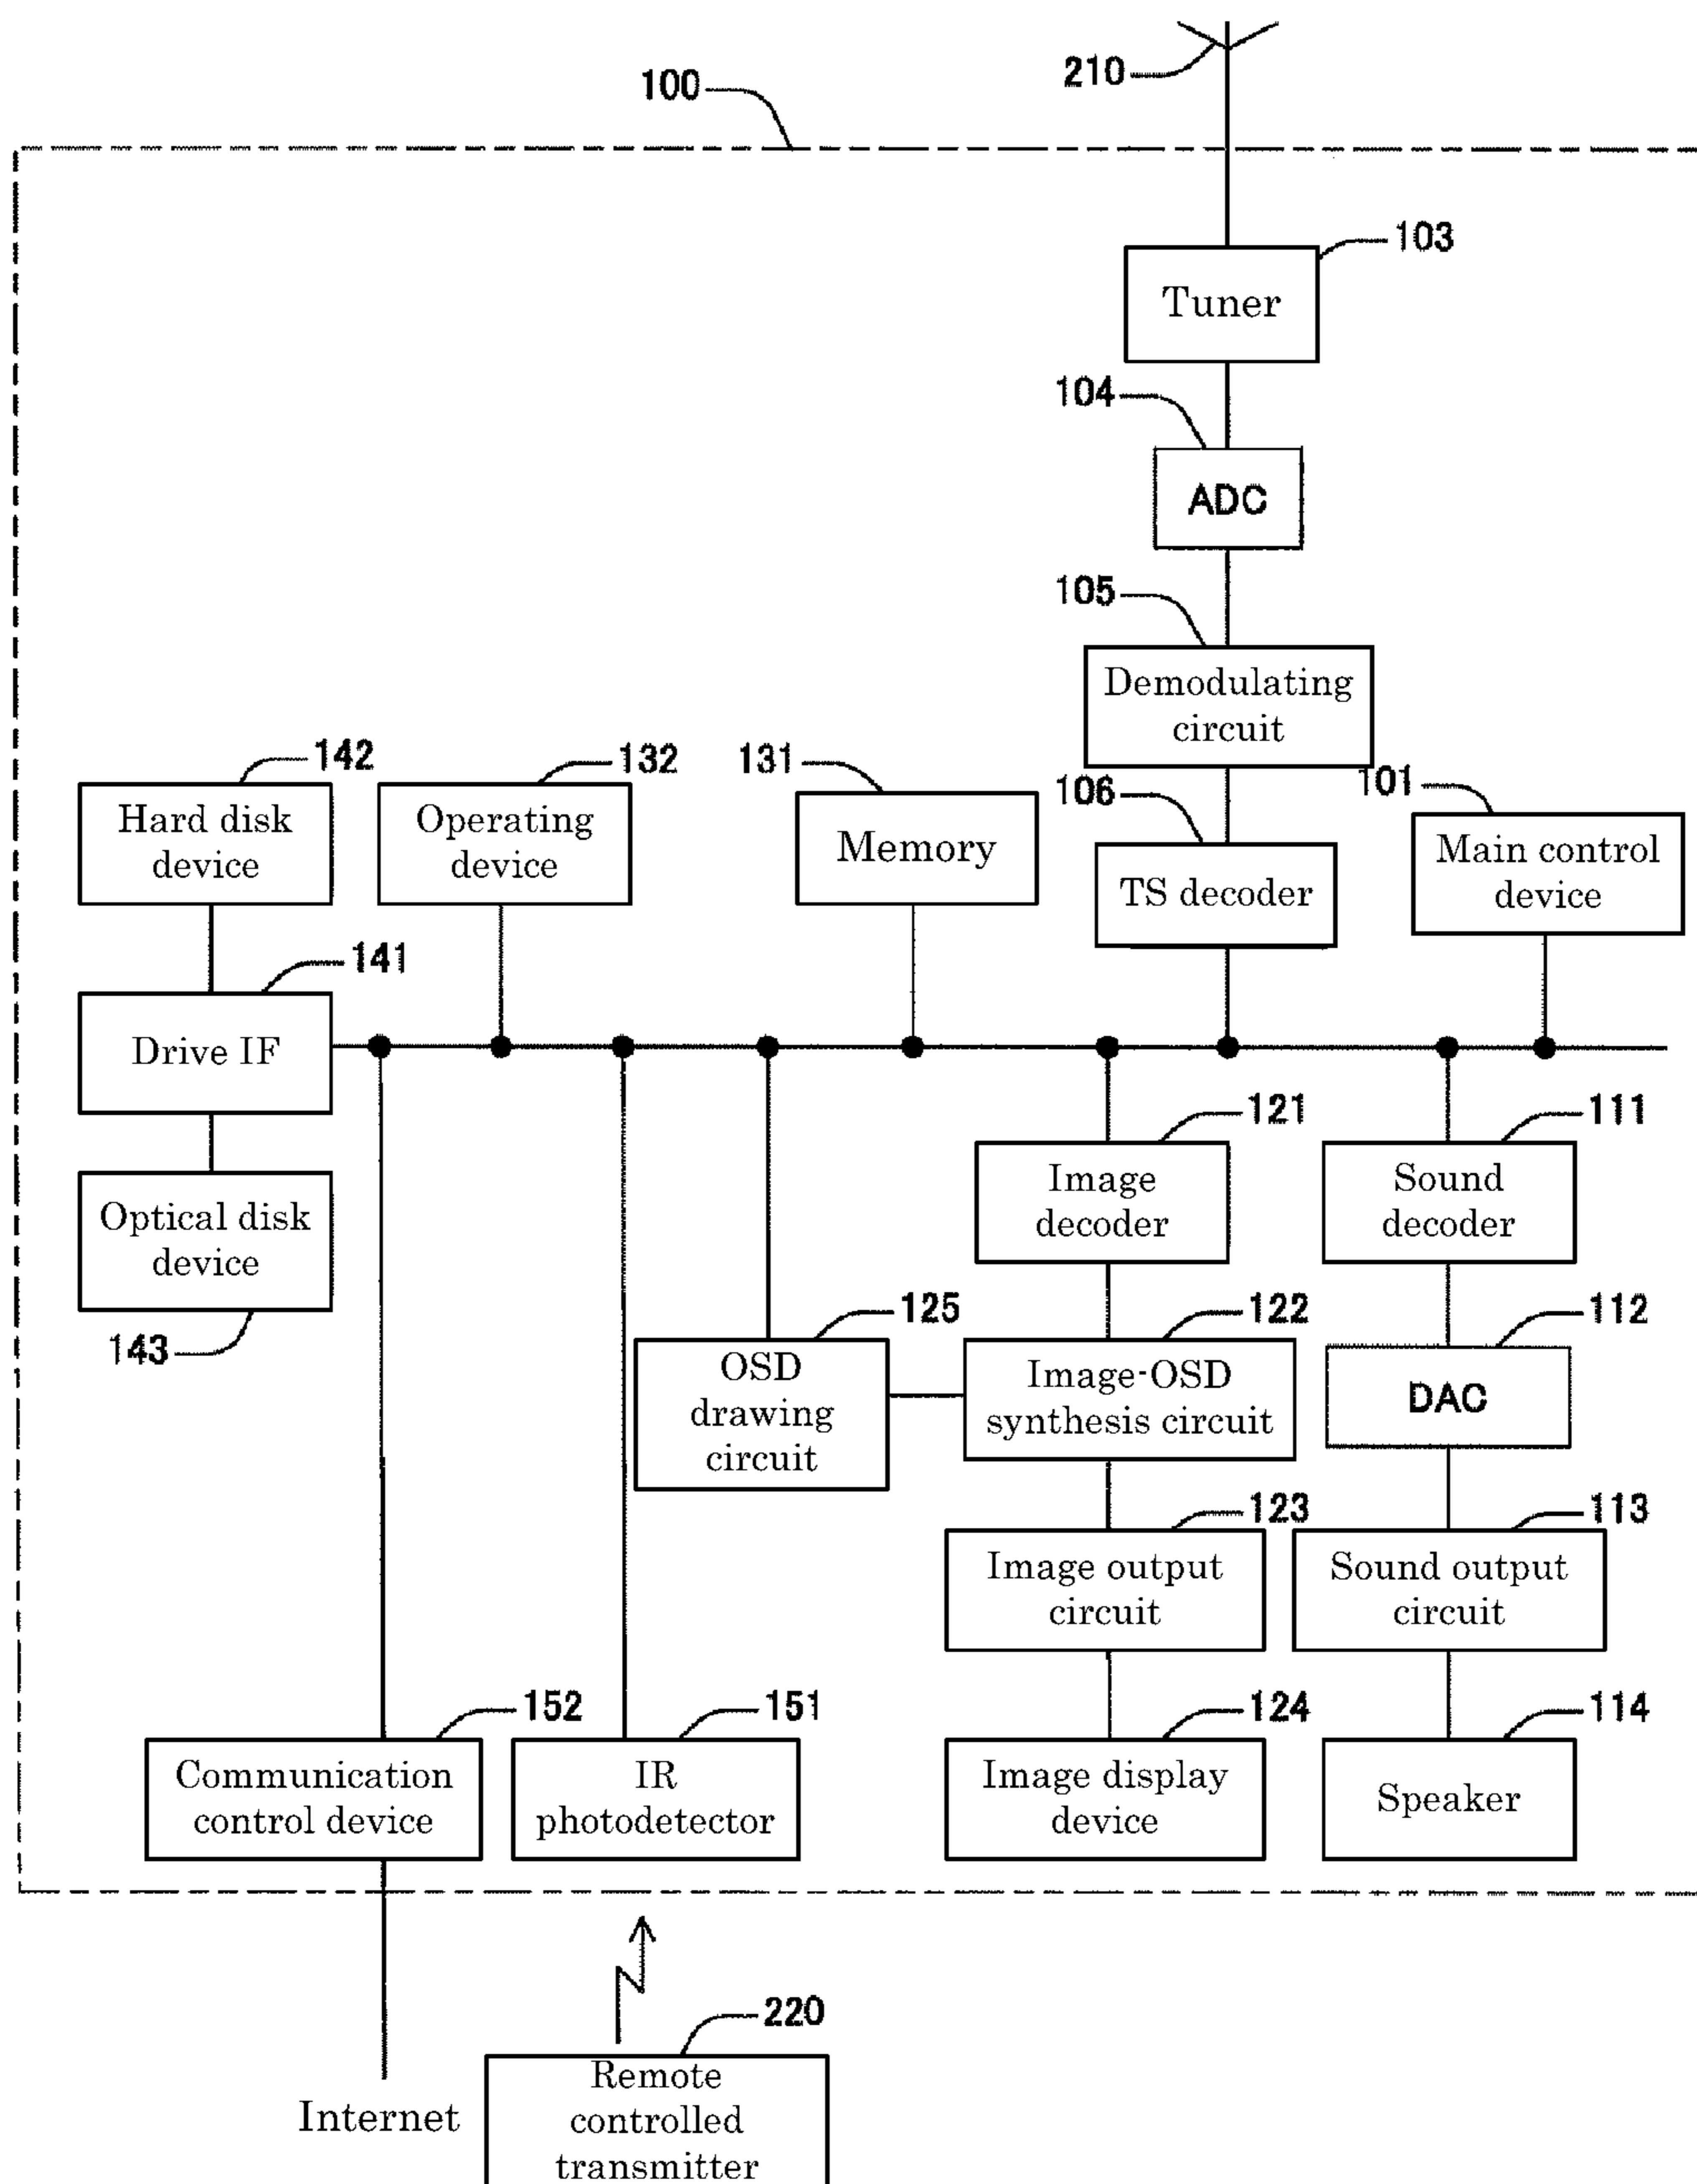 210
100
103
Tuner
104
ADC
105
Demodulating
circuit
142
Hard disk
device
132
Operating
device
131
Memory
106
TS decoder
101
Main control
device
141
Drive IF
121
Image
decoder
111
Sound
decoder
Optical disk
device
143
125
OSD
drawing
circuit
122
Image-OSD
synthesis circuit
112
DAC
123
Image output
circuit
113
Sound output
circuit
152
Communication
control device
151
IR
photodetector
124
Image display
device
114
Speaker
220
Remote
controlled
transmitter
Internet